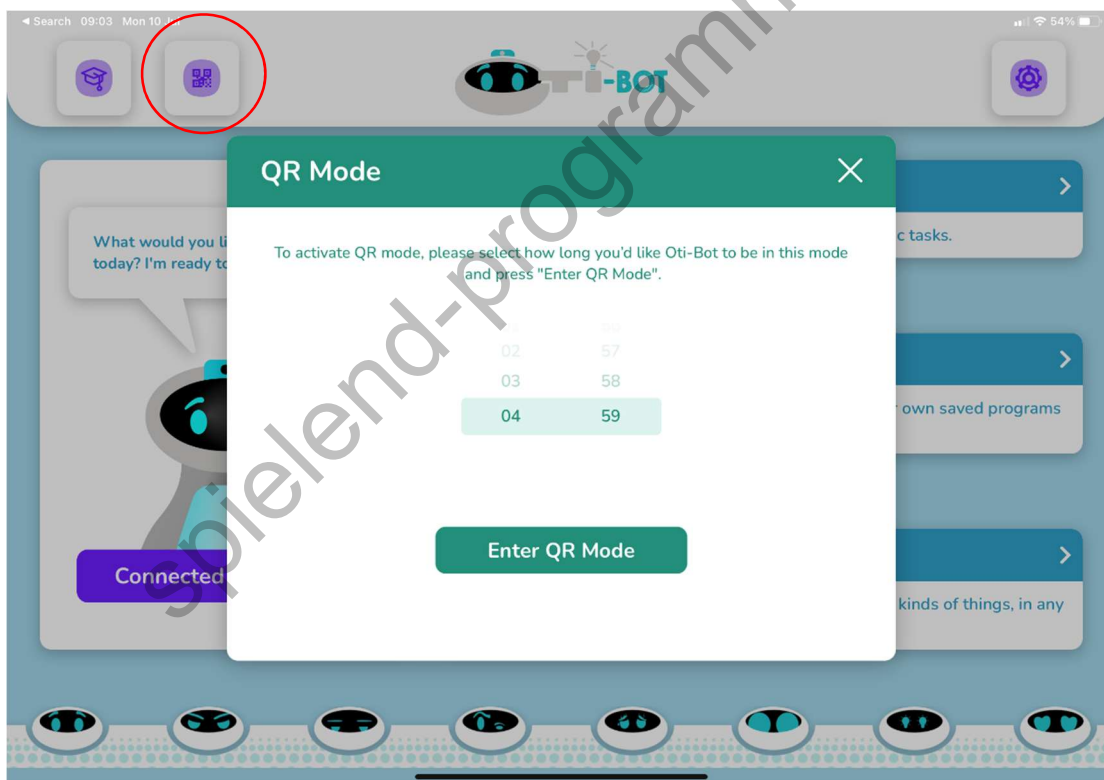 Search 09:03 Mon 10 Jul
54%
OTi-BOT
QR Mode
To activate QR mode, please select how long you'd like Oti-Bot to be in this mode
and press "Enter QR Mode".
What would you li
today? I'm ready to
c tasks.
02 57
03 58
04 59
own saved programs
Enter QR Mode
Connected
kinds of things, in any
spielend-programm